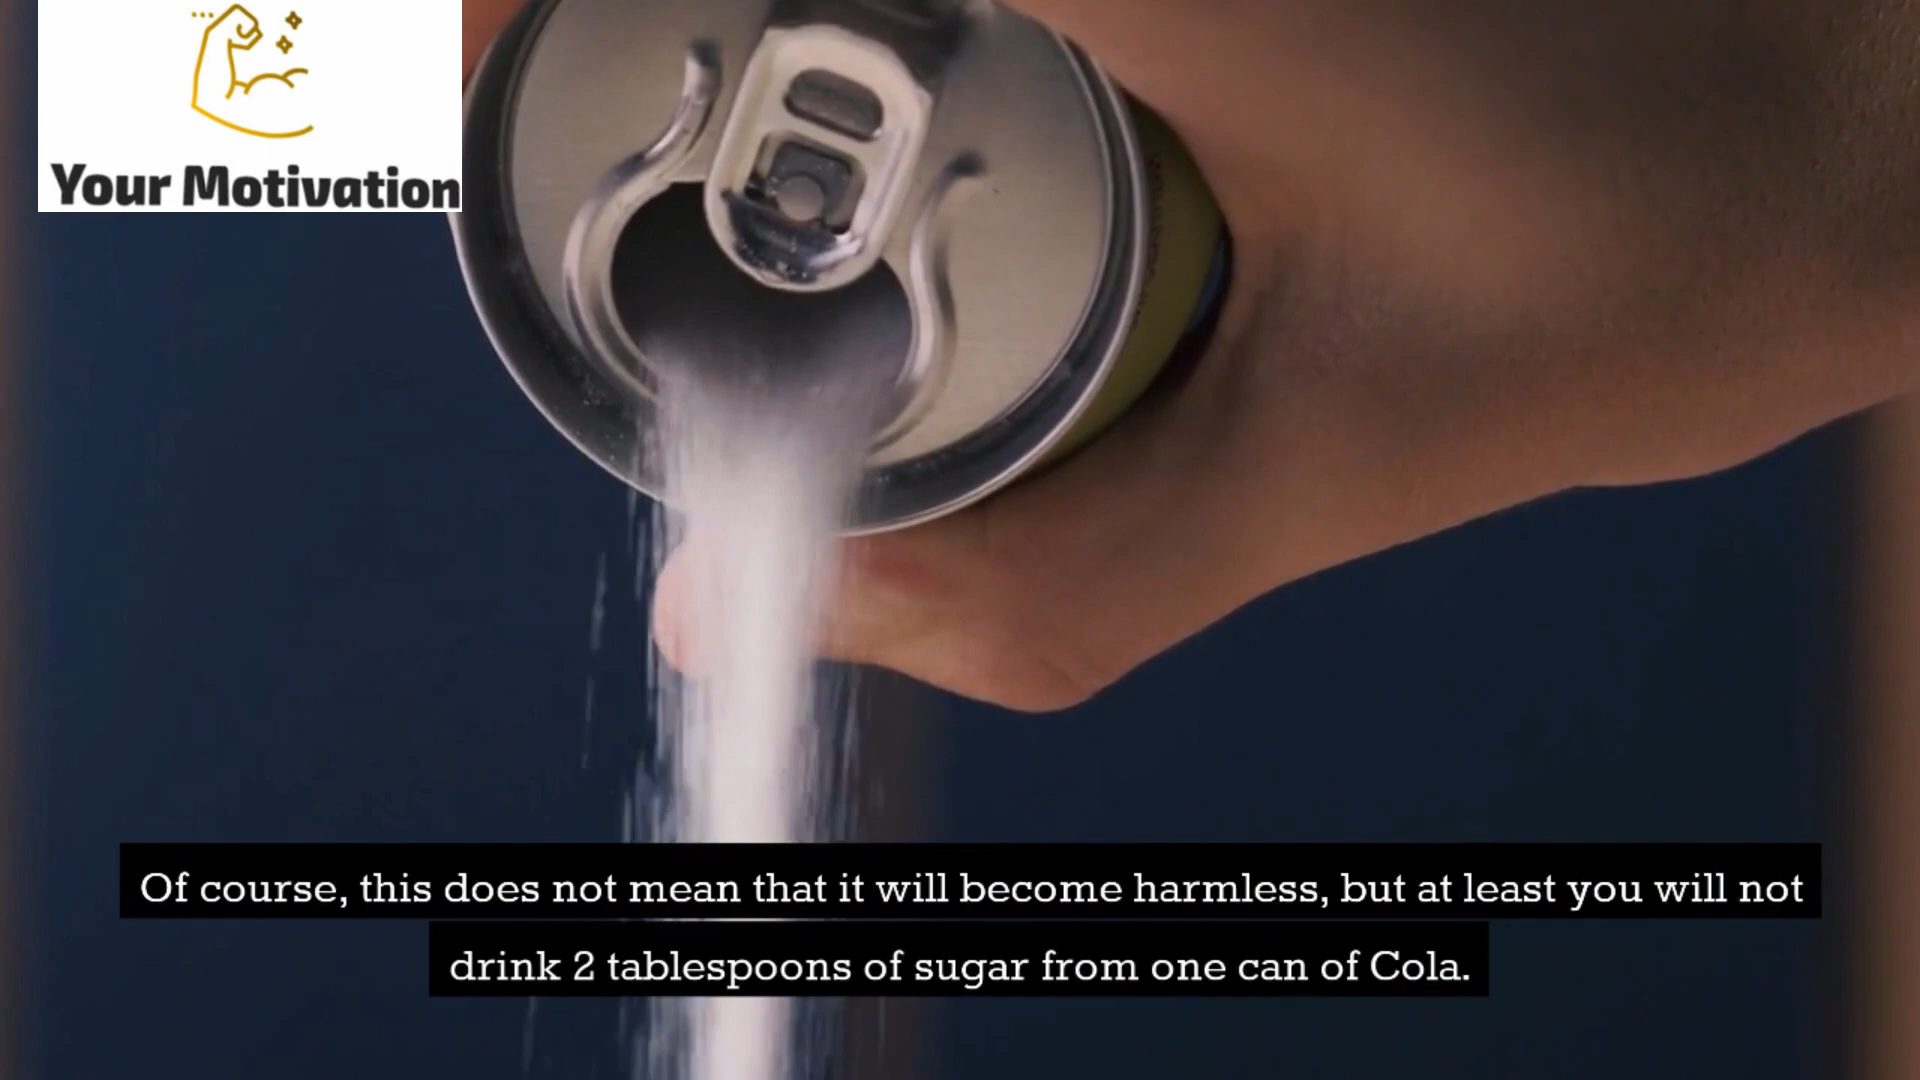 Your Motivation
Of course, this does not mean that it will become harmless, but at least you will not
drink 2 tablespoons of sugar from one can of Cola.